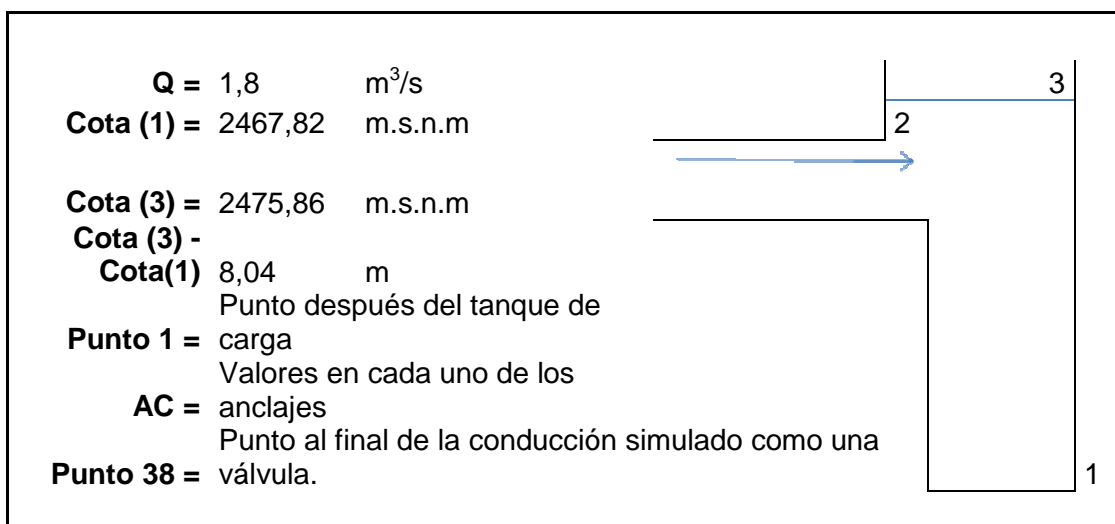 Q = 1,8 m³/s
Cota (1) = 2467,82 m.s.n.m
Cota (3) = 2475,86 m.s.n.m
Cota (3) -
Cota(1) 8,04 m
Punto después del tanque de
Punto 1 = carga
Valores en cada uno de los
AC = anclajes
Punto al final de la conducción simulado como una
Punto 38 = válvula.
3
2
1